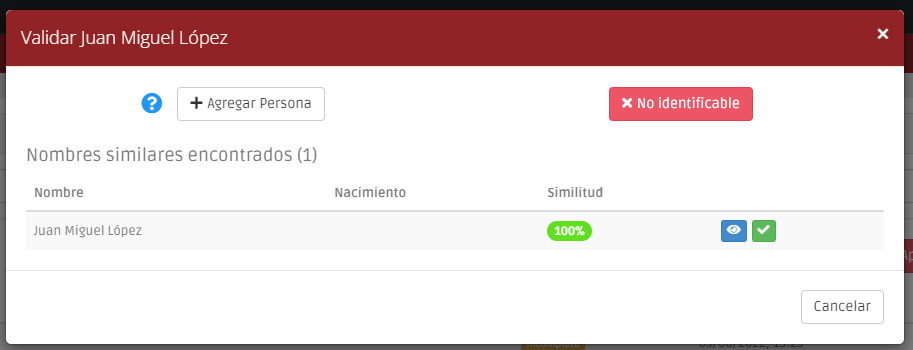 Validar Juan Miguel López
Agregar Persona
No identificable
Nombres similares encontrados (1)
Nombre Nacimiento Similitud
Juan Miguel López 100%
Cancelar